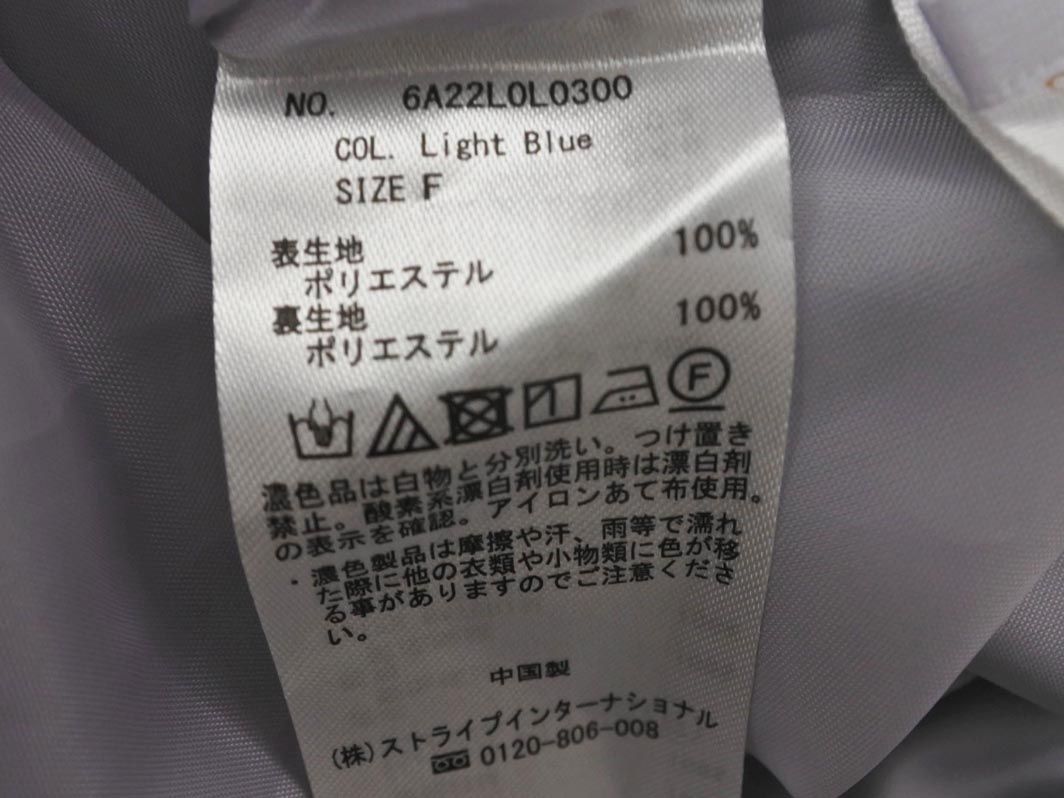 NO. 6A22L0L0300
COL. Light Blue
SIZE F
表生地
ポリエステル 100%
裏生地
ポリエステル 100%
F
濃色品は白物と分別洗い。つけ置き
禁止。酸素系漂白剤使用時は漂白剤
の表示を確認。アイロンあて布使用。
・濃色製品は摩擦や汗、雨等で濡れ
た際に他の衣類や小物類に色が移
る事がありますのでご注意くださ
い。
中国製
(株)ストライプインターナショナル
0120-806-008